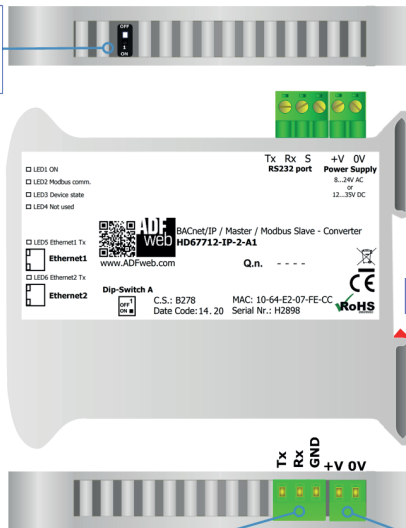 OFF
1
ON
Tx Rx S +V 0V
RS232 port Power Supply
8...24V AC
or
12...35V DC
LED1 ON
LED2 Modbus comm.
LED3 Device state
LED4 Not used
LED5 Ethernet1 Tx
Ethernet1
LED6 Ethernet2 Tx
Ethernet2
ADF
web
www.ADFweb.com
BACnet/IP / Master / Modbus Slave - Converter
HD67712-IP-2-A1
Q.n. - - - -
CE
RoHS
Dip-Switch A
OFF 1
ON
C.S.: B278 MAC: 10-64-E2-07-FE-CC
Date Code:14. 20 Serial Nr.: H2898
Tx Rx GND +V 0V